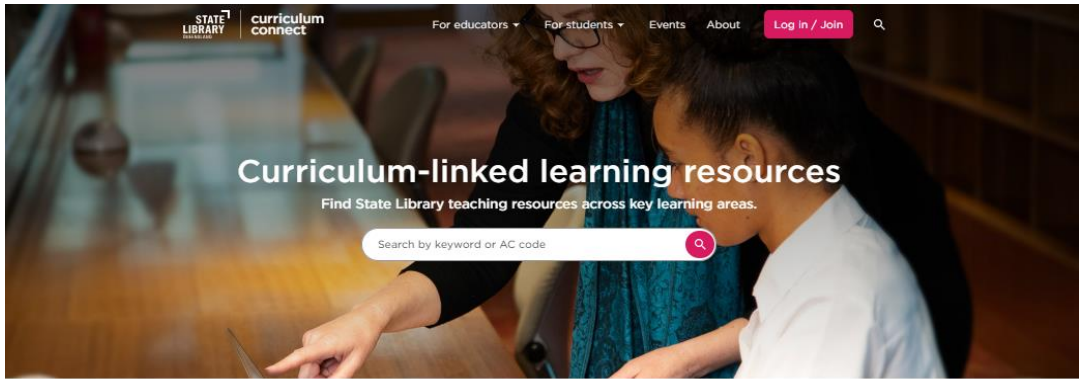 STATE LIBRARY
QUEENSLAND
curriculum connect
For educators
For students
Events
About
Log in / Join
Curriculum-linked learning resources
Find State Library teaching resources across key learning areas.
Search by keyword or AC code